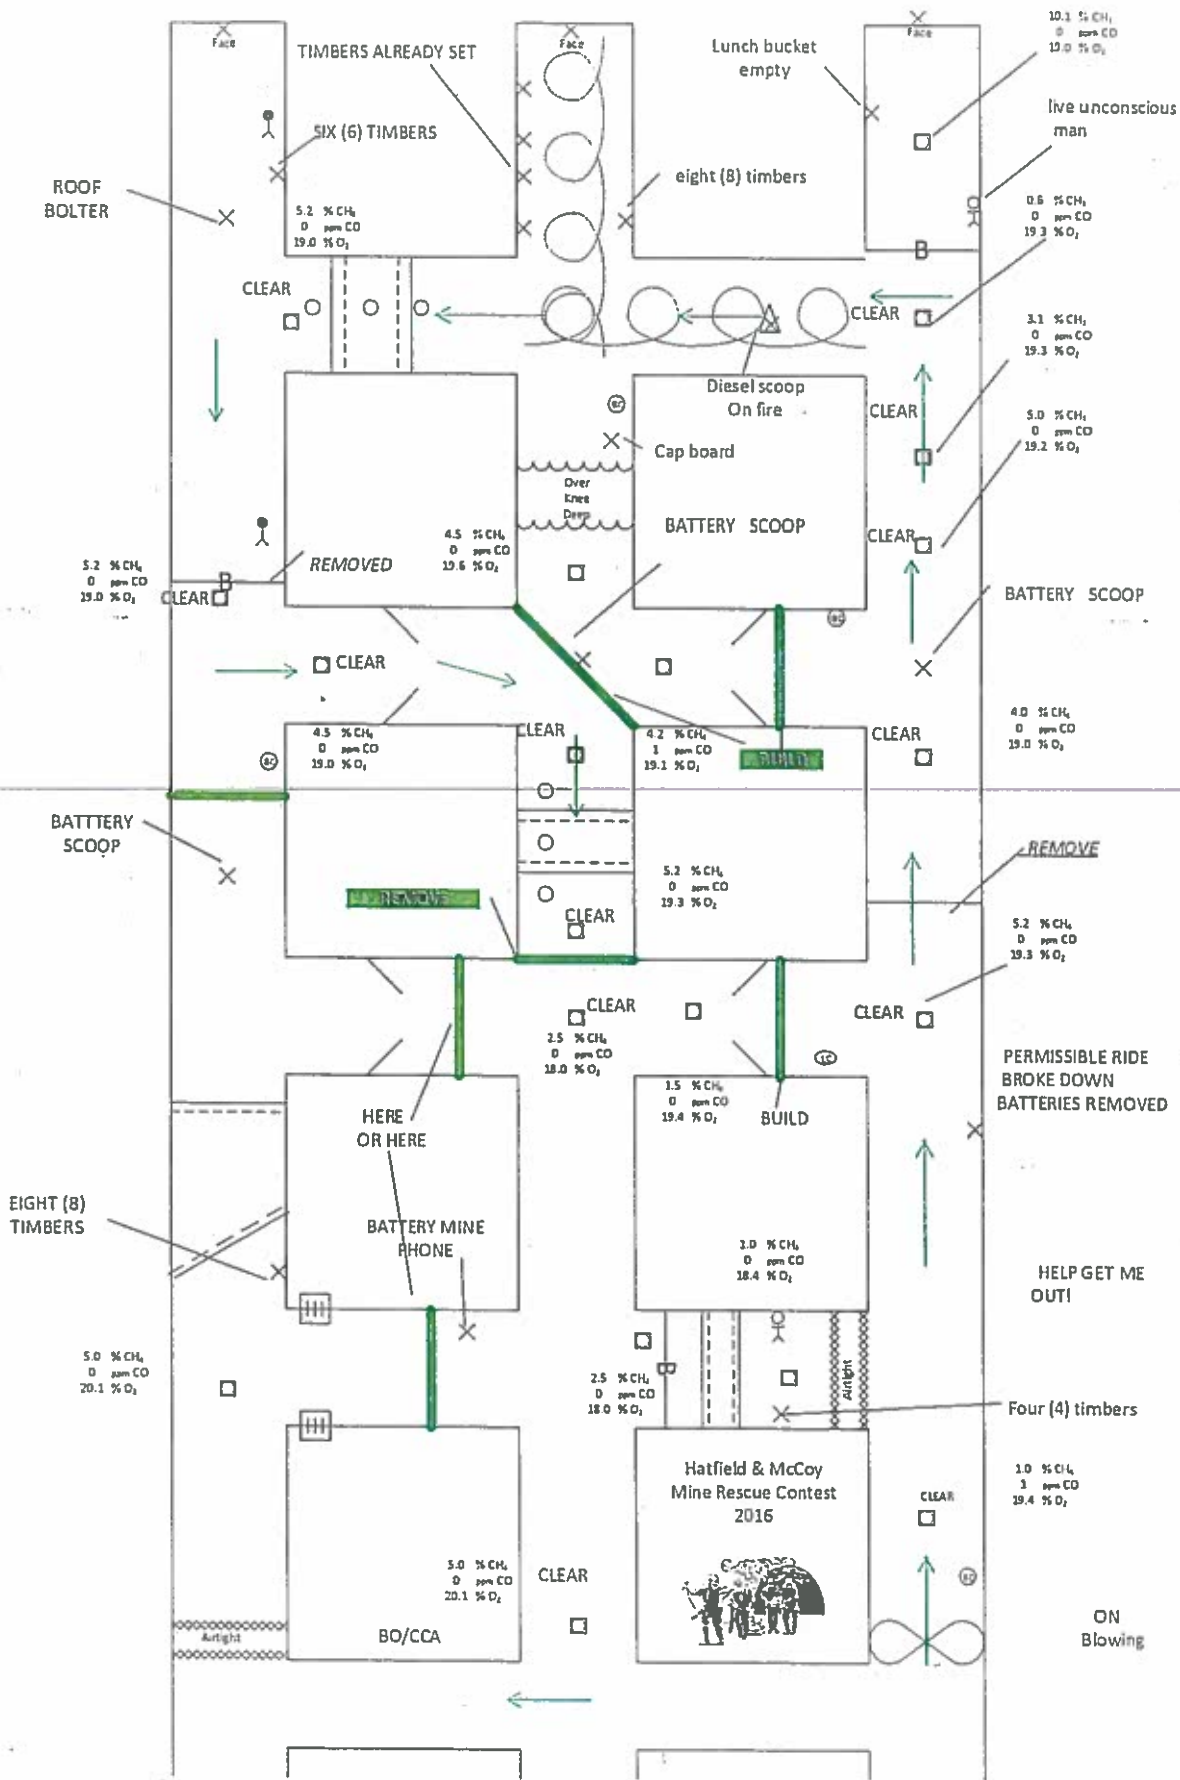 Face
Face
Face
10.1 % CH₄
0 ppm CO
19.0 % O₂
TIMBERS ALREADY SET
Lunch bucket
empty
live unconscious
man
SIX (6) TIMBERS
ROOF
BOLTER
eight (8) timbers
5.2 % CH₄
0 ppm CO
19.0 % O₂
0.6 % CH₄
0 ppm CO
19.3 % O₂
B
CLEAR
CLEAR
3.1 % CH₄
0 ppm CO
19.3 % O₂
Diesel scoop
On fire
CLEAR
5.0 % CH₄
0 ppm CO
19.2 % O₂
Cap board
Over
Knee
Deep
BATTERY SCOOP
4.5 % CH₄
0 ppm CO
19.6 % O₂
CLEAR
REMOVED
5.2 % CH₄
0 ppm CO
19.0 % O₂
B
CLEAR
BATTERY SCOOP
CLEAR
4.5 % CH₄
0 ppm CO
19.0 % O₂
CLEAR
4.2 % CH₄
1 ppm CO
19.1 % O₂
BUILD
CLEAR
4.0 % CH₄
0 ppm CO
19.0 % O₂
BATTTERY
SCOOP
REMOVE
REMOVE
5.2 % CH₄
0 ppm CO
19.3 % O₂
CLEAR
5.2 % CH₄
0 ppm CO
19.3 % O₂
CLEAR
CLEAR
2.5 % CH₄
0 ppm CO
18.0 % O₂
PERMISSIBLE RIDE
BROKE DOWN
BATTERIES REMOVED
1.5 % CH₄
0 ppm CO
19.4 % O₂
BUILD
HERE
OR HERE
EIGHT (8)
TIMBERS
BATTERY MINE
PHONE
0 ppm CO
18.4 % O₂
HELP GET ME
OUT!
5.0 % CH₄
0 ppm CO
20.1 % O₂
2.5 % CH₄
0 ppm CO
18.0 % O₂
B
Airtight
Four (4) timbers
Hatfield & McCoy
Mine Rescue Contest
2016
1.0 % CH₄
1 ppm CO
19.4 % O₂
CLEAR
5.0 % CH₄
0 ppm CO
20.1 % O₂
CLEAR
BO/CCA
Airtight
ON
Blowing